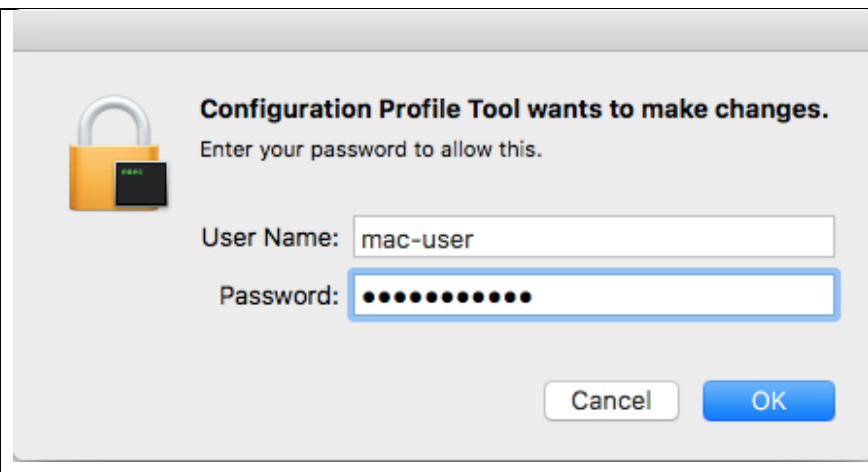 Configuration Profile Tool wants to make changes.
Enter your password to allow this.
User Name: mac-user
Password: •••••••••••
Cancel OK